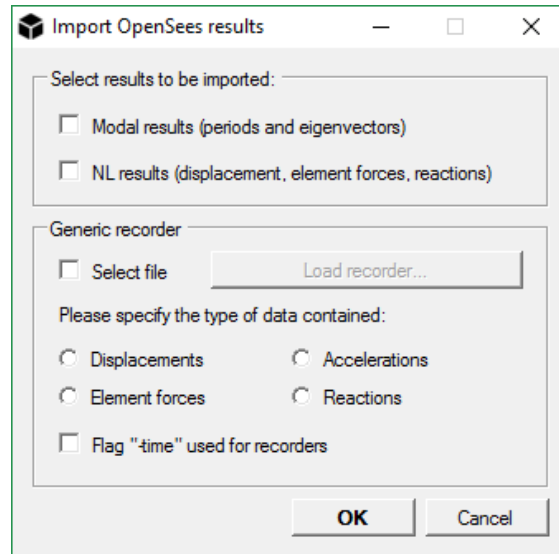 Import OpenSees results
Select results to be imported:
Modal results (periods and eigenvectors)
NL results (displacement, element forces, reactions)
Generic recorder
Select file
Load recorder...
Please specify the type of data contained:
Displacements
Accelerations
Element forces
Reactions
Flag "-time" used for recorders
OK
Cancel